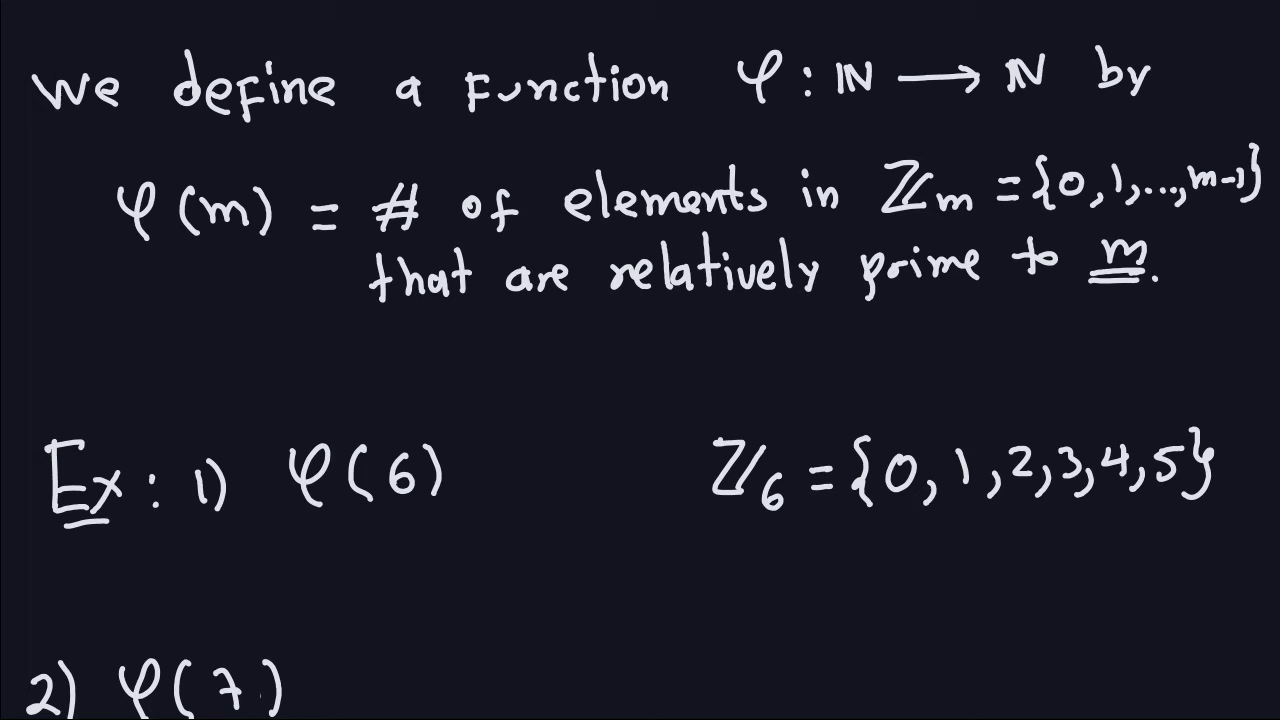 We define a function φ : ℕ ⟶ ℕ by
φ(m) = # of elements in ℤₘ = {0,1,...,m-1}
that are relatively prime to m.
Ex: 1) φ(6) ℤ₆ = {0,1,2,3,4,5}
2) φ(7)